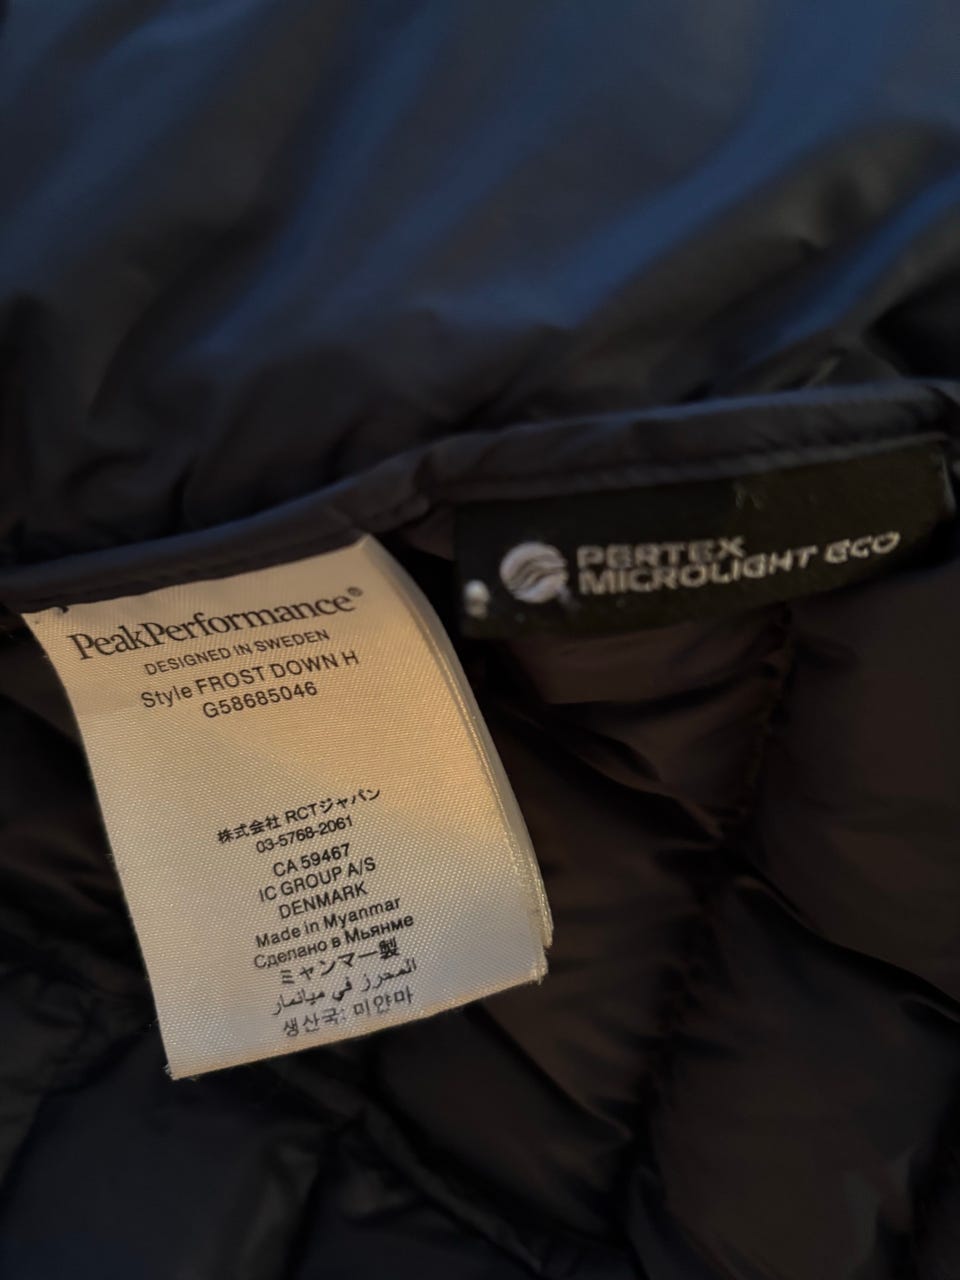 PeakPerformance®
DESIGNED IN SWEDEN
Style FROST DOWN H
G58685046
株式会社 RCTジャパン
03-5768-2061
CA 59467
IC GROUP A/S
DENMARK
Made in Myanmar
Сделано в Мьянме
ミャンマー製
المحرز في ميانمار
생산국: 미얀마
PERTEX
MICROLIGHT ECO